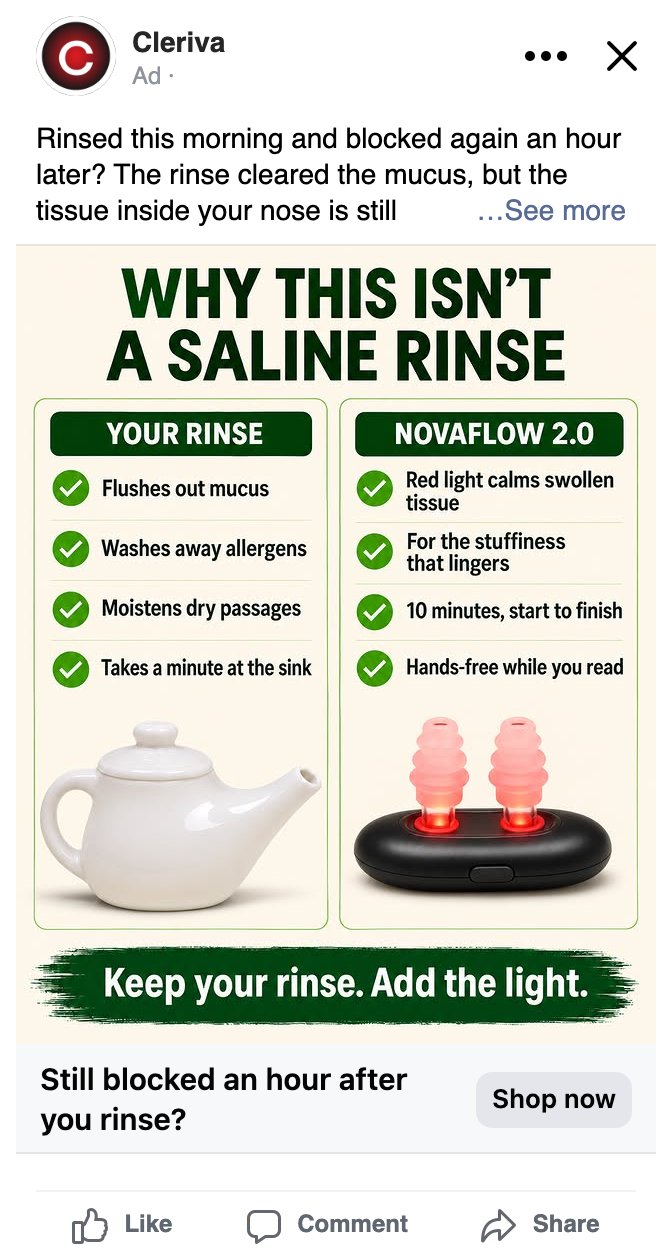 C
Cleriva
Ad ·
Rinsed this morning and blocked again an hour
later? The rinse cleared the mucus, but the
tissue inside your nose is still ...See more
WHY THIS ISN'T
A SALINE RINSE
YOUR RINSE
Flushes out mucus
Washes away allergens
Moistens dry passages
Takes a minute at the sink
NOVAFLOW 2.0
Red light calms swollen
tissue
For the stuffiness
that lingers
10 minutes, start to finish
Hands-free while you read
Keep your rinse. Add the light.
Still blocked an hour after
you rinse?
Shop now
Like
Comment
Share